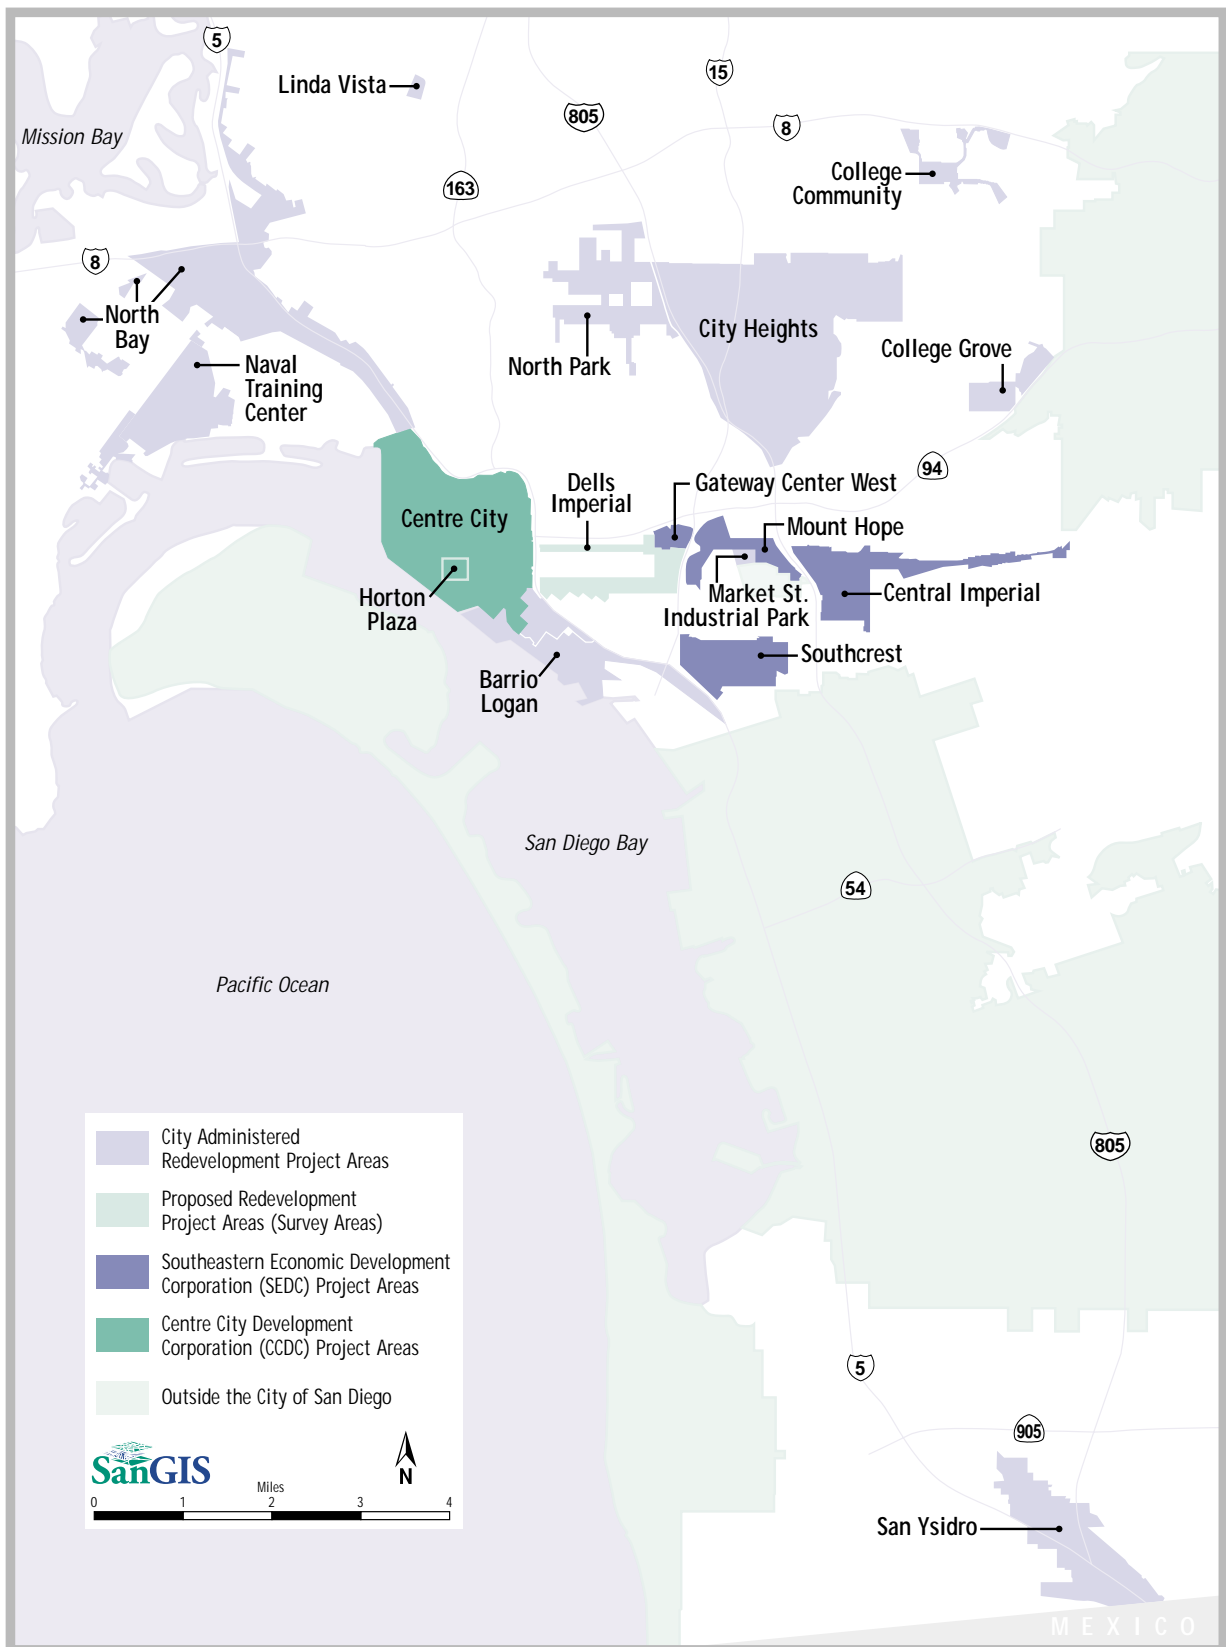 5
Linda Vista
15
805
8
Mission Bay
163
College
Community
8
North
Bay
City Heights
North Park
College Grove
Naval
Training
Center
94
Dells
Imperial
Gateway Center West
Centre City
Mount Hope
Horton
Plaza
Market St.
Industrial Park
Central Imperial
Southcrest
Barrio
Logan
San Diego Bay
54
Pacific Ocean
805
City Administered
Redevelopment Project Areas
Proposed Redevelopment
Project Areas (Survey Areas)
Southeastern Economic Development
Corporation (SEDC) Project Areas
Centre City Development
Corporation (CCDC) Project Areas
Outside the City of San Diego
5
905
SanGIS
N
Miles
0 1 2 3 4
San Ysidro
MEXICO